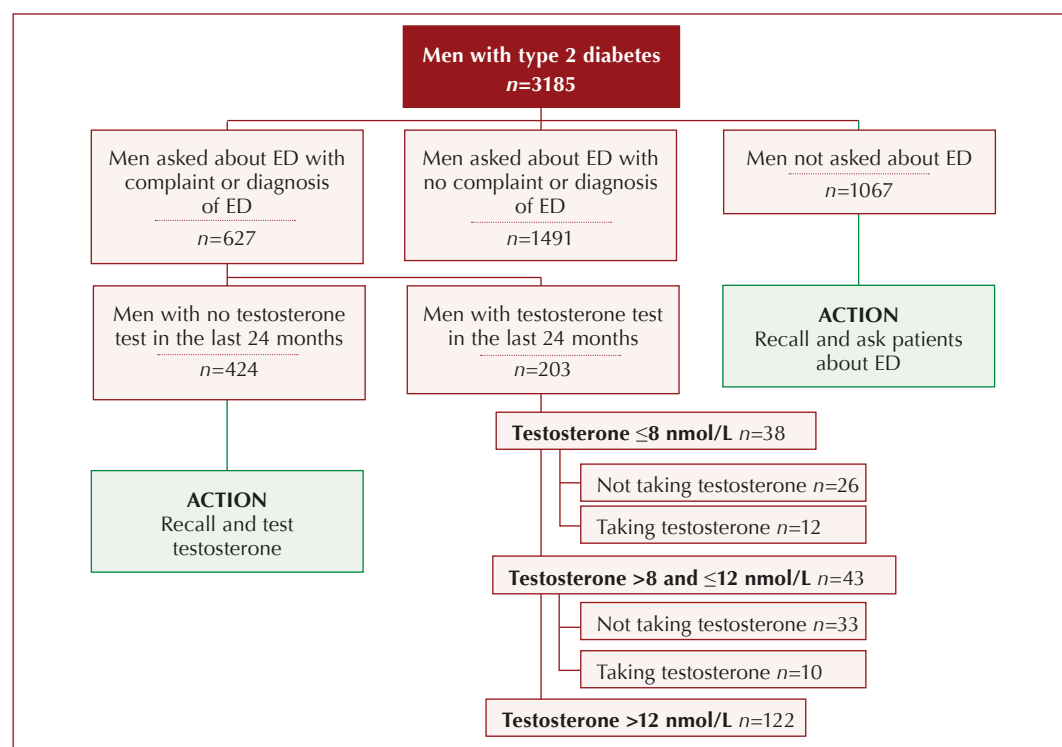 Men with type 2 diabetes
n=3185
Men asked about ED with
complaint or diagnosis
of ED
n=627
Men asked about ED with
no complaint or diagnosis
of ED
n=1491
Men not asked about ED
n=1067
Men with no testosterone
test in the last 24 months
n=424
Men with testosterone test
in the last 24 months
n=203
ACTION
Recall and ask patients
about ED
Testosterone ≤8 nmol/L n=38
Not taking testosterone n=26
Taking testosterone n=12
ACTION
Recall and test
testosterone
Testosterone >8 and ≤12 nmol/L n=43
Not taking testosterone n=33
Taking testosterone n=10
Testosterone >12 nmol/L n=122